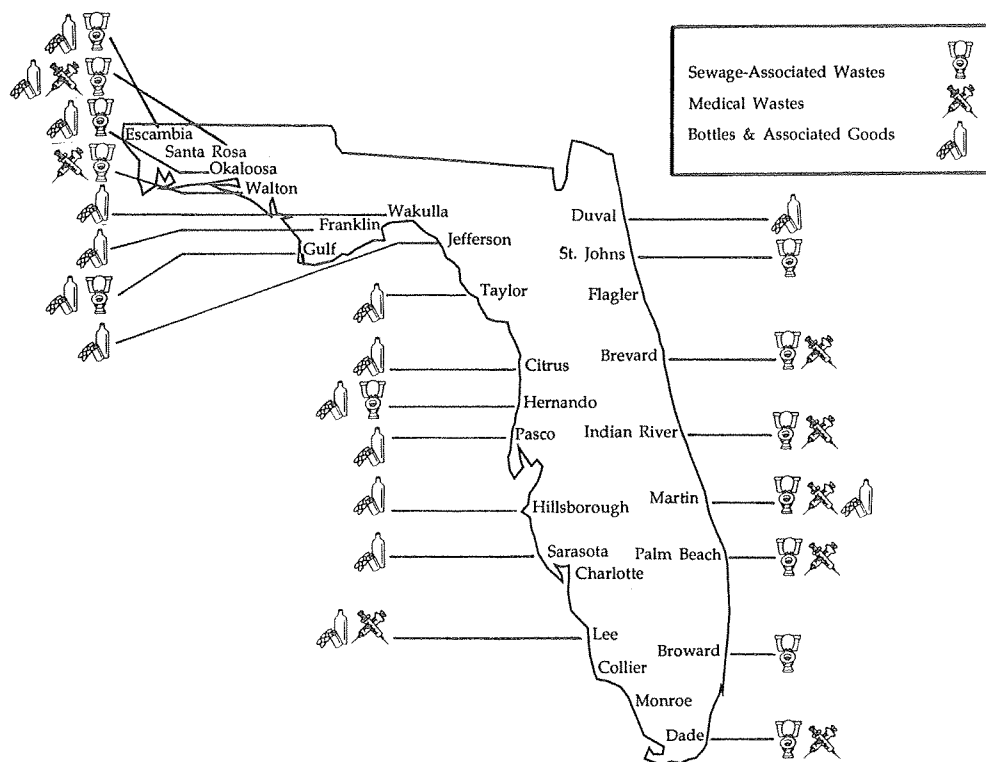 Sewage-Associated Wastes
Medical Wastes
Bottles & Associated Goods
Escambia
Santa Rosa
Okaloosa
Walton
Wakulla
Franklin
Jefferson
Gulf
Taylor
Citrus
Hernando
Pasco
Hillsborough
Sarasota
Charlotte
Lee
Collier
Monroe
Duval
St. Johns
Flagler
Brevard
Indian River
Martin
Palm Beach
Broward
Dade